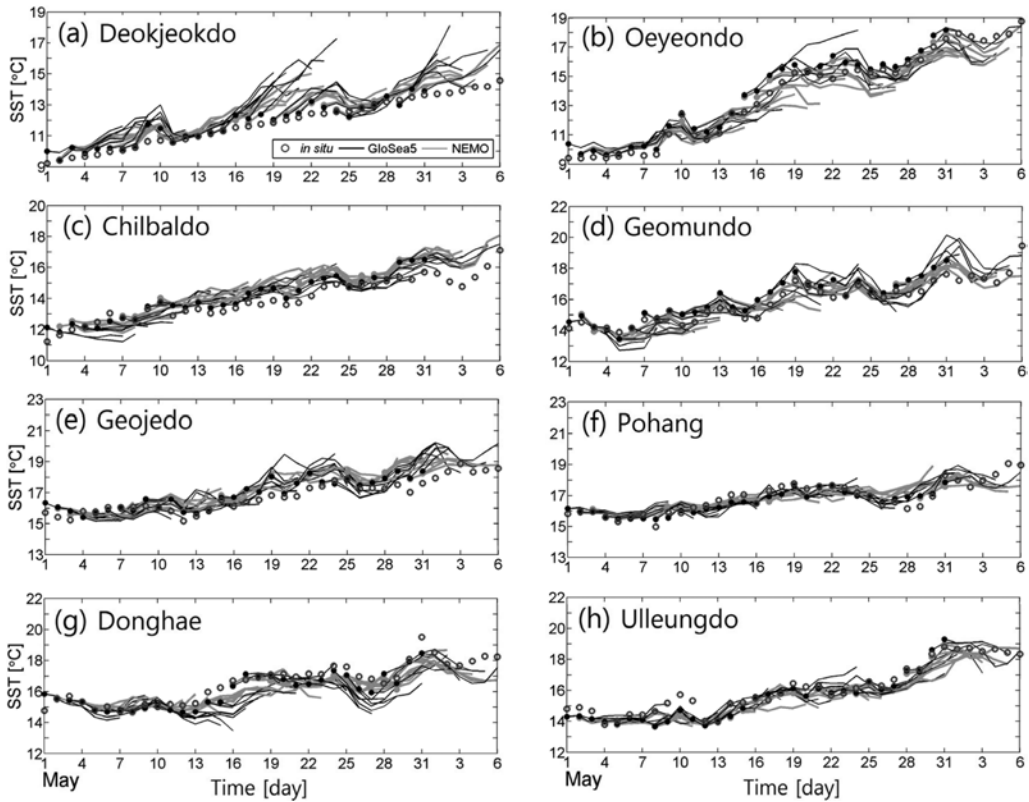 (a) Deokjeokdo
SST [°C]
19
17
15
13
11
9
in situ GloSea5 NEMO
1 4 7 10 13 16 19 22 25 28 31 3 6
(b) Oeyeondo
19
18
17
16
15
14
13
12
11
10
9
1 4 7 10 13 16 19 22 25 28 31 3 6
(c) Chilbaldo
SST [°C]
20
18
16
14
12
10
1 4 7 10 13 16 19 22 25 28 31 3 6
(d) Geomundo
22
20
18
16
14
12
1 4 7 10 13 16 19 22 25 28 31 3 6
(e) Geojedo
SST [°C]
23
21
19
17
15
13
1 4 7 10 13 16 19 22 25 28 31 3 6
(f) Pohang
23
21
19
17
15
13
1 4 7 10 13 16 19 22 25 28 31 3 6
(g) Donghae
SST [°C]
22
20
18
16
14
12
1 4 7 10 13 16 19 22 25 28 31 3 6
May
Time [day]
(h) Ulleungdo
22
20
18
16
14
12
1 4 7 10 13 16 19 22 25 28 31 3 6
May
Time [day]